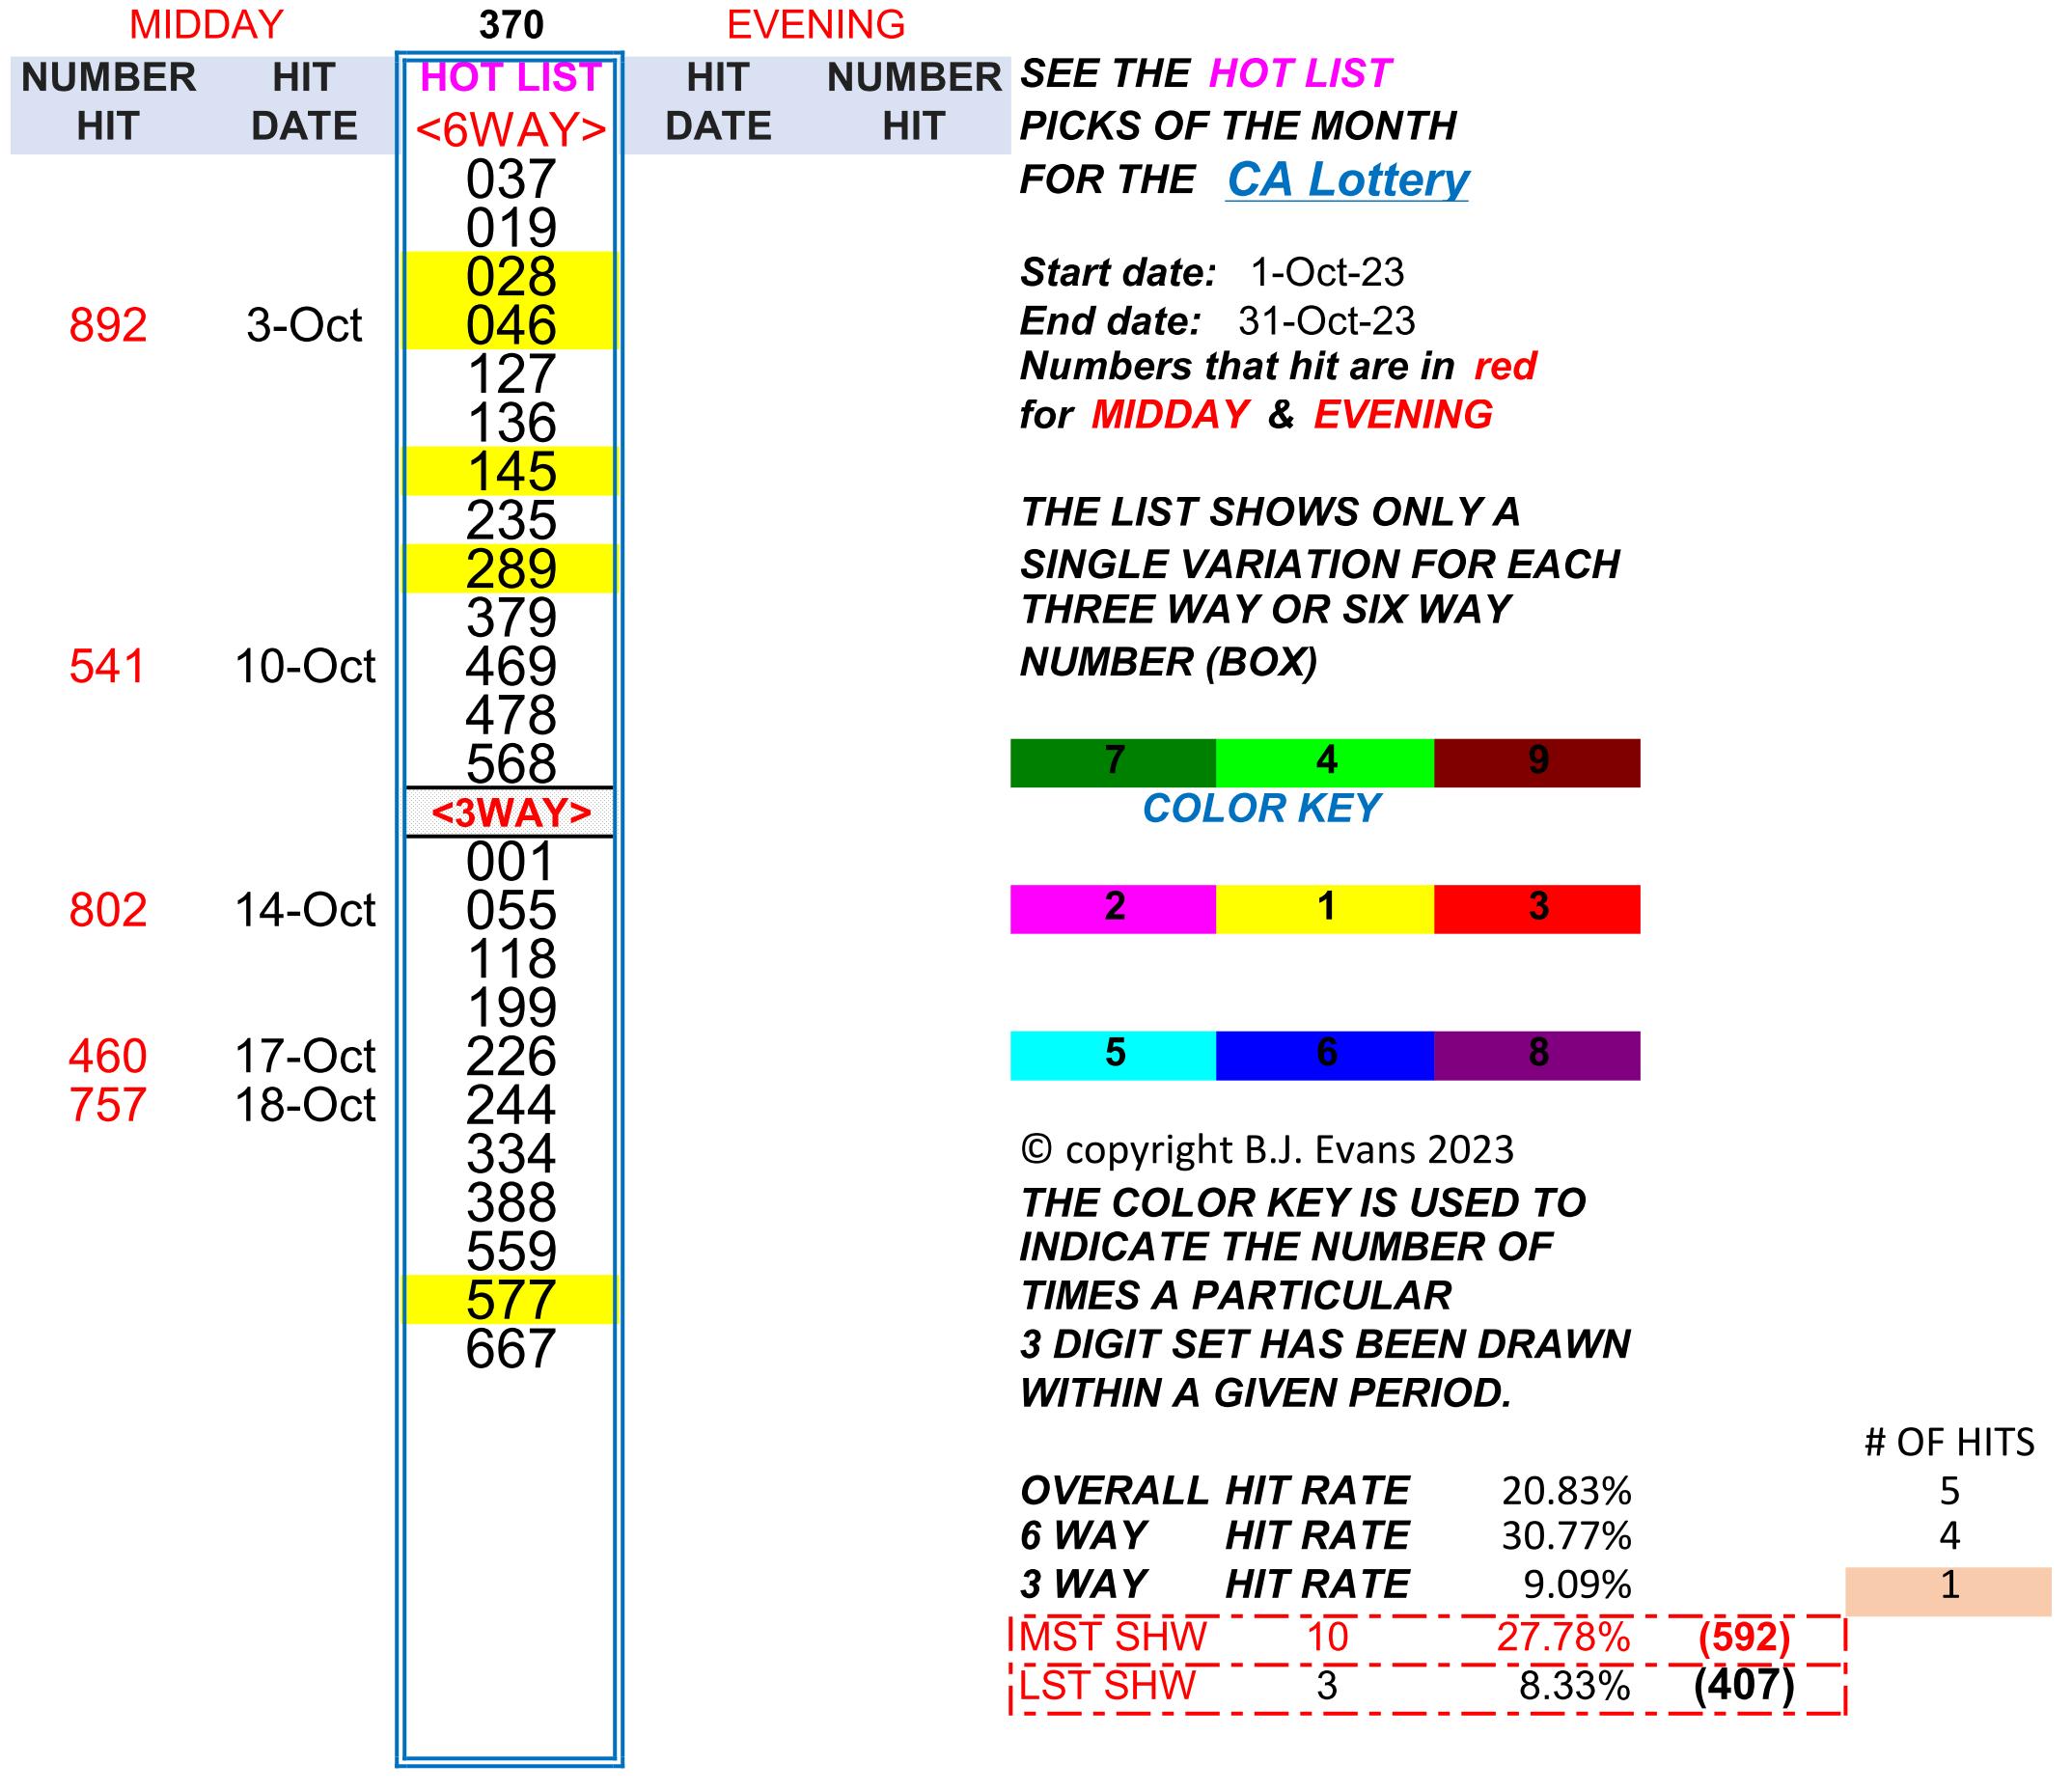 MIDDAY 370 EVENING
NUMBER HIT HOT LIST HIT NUMBER SEE THE HOT LIST
HIT DATE <6WAY> DATE HIT PICKS OF THE MONTH
037 FOR THE CA Lottery
019
028 Start date: 1-Oct-23
892 3-Oct 046 End date: 31-Oct-23
127 Numbers that hit are in red
136 for MIDDAY & EVENING
145
235 THE LIST SHOWS ONLY A
289 SINGLE VARIATION FOR EACH
379 THREE WAY OR SIX WAY
541 10-Oct 469 NUMBER (BOX)
478
568 7 4 9
<3WAY> COLOR KEY
001
802 14-Oct 055 2 1 3
118
199
460 17-Oct 226 5 6 8
757 18-Oct 244
334 © copyright B.J. Evans 2023
388 THE COLOR KEY IS USED TO
559 INDICATE THE NUMBER OF
577 TIMES A PARTICULAR
667 3 DIGIT SET HAS BEEN DRAWN
WITHIN A GIVEN PERIOD.
# OF HITS
OVERALL HIT RATE 20.83% 5
6 WAY HIT RATE 30.77% 4
3 WAY HIT RATE 9.09% 1
MST SHW 10 27.78% (592)
LST SHW 3 8.33% (407)